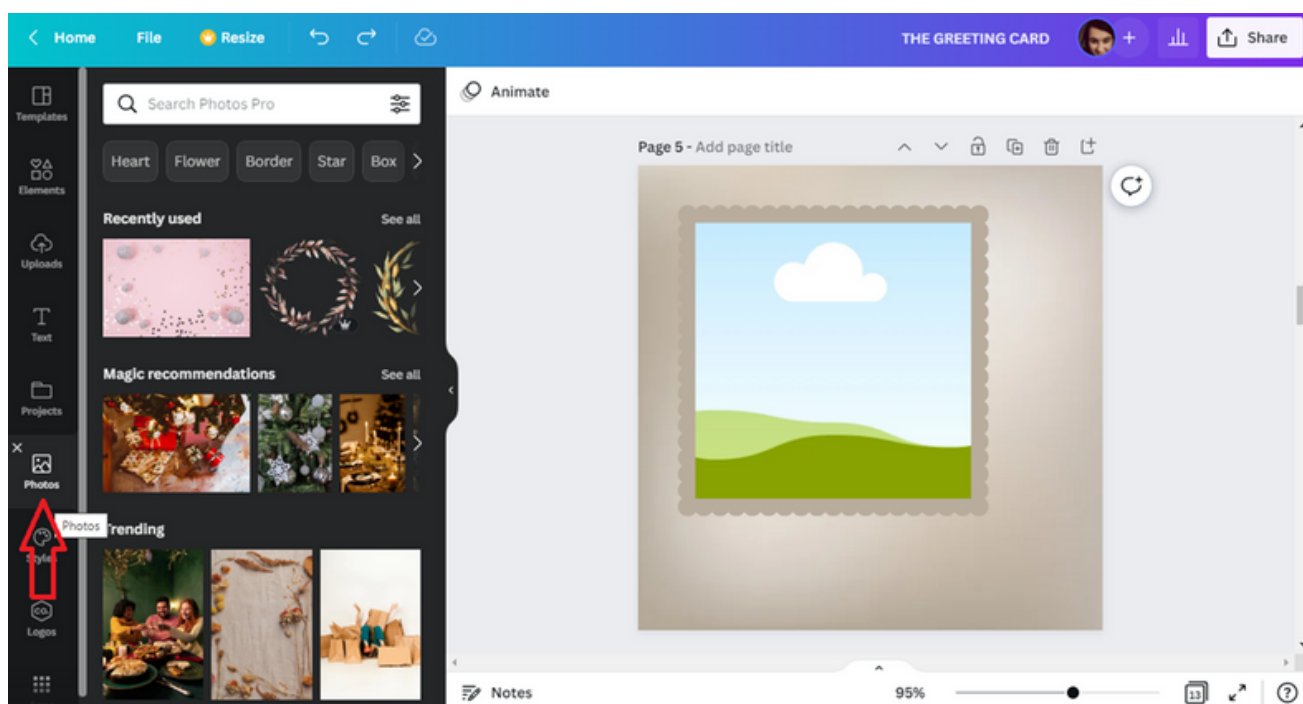 Home File Resize THE GREETING CARD + Share
Templates
Elements
Uploads
Text
Projects
Photos
Styles
CO.
Logos
Search Photos Pro
Heart Flower Border Star Box
Recently used See all
Magic recommendations See all
Photos
Trending
Animate
Page 5 - Add page title
Notes 95% 13 ?